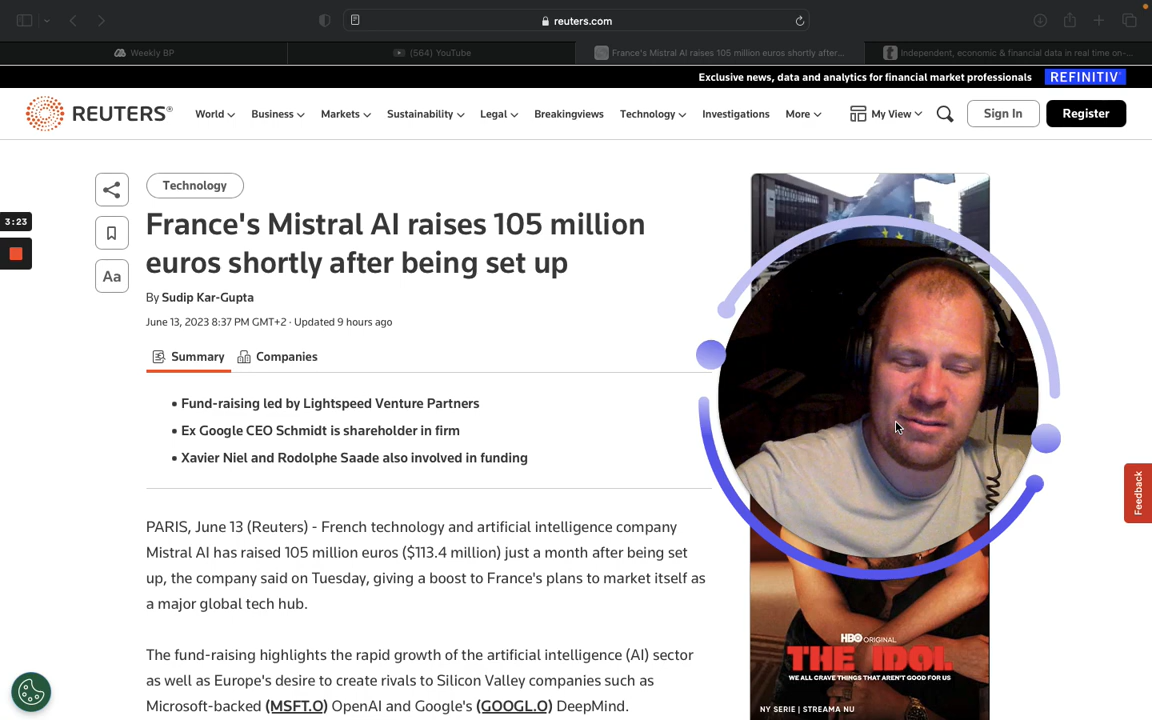 reuters.com
Weekly BP
(564) YouTube
France's Mistral AI raises 105 million euros shortly after...
Independent, economic & financial data in real time on-...
Exclusive news, data and analytics for financial market professionals REFINITIV
REUTERS®
World
Business
Markets
Sustainability
Legal
Breakingviews
Technology
Investigations
More
My View
Sign In
Register
3:23
Technology
Aa
France's Mistral AI raises 105 million
euros shortly after being set up
By Sudip Kar-Gupta
June 13, 2023 8:37 PM GMT+2 · Updated 9 hours ago
Summary
Companies
• Fund-raising led by Lightspeed Venture Partners
• Ex Google CEO Schmidt is shareholder in firm
• Xavier Niel and Rodolphe Saade also involved in funding
PARIS, June 13 (Reuters) - French technology and artificial intelligence company
Mistral AI has raised 105 million euros ($113.4 million) just a month after being set
up, the company said on Tuesday, giving a boost to France's plans to market itself as
a major global tech hub.
The fund-raising highlights the rapid growth of the artificial intelligence (AI) sector
as well as Europe's desire to create rivals to Silicon Valley companies such as
Microsoft-backed (MSFT.O) OpenAI and Google's (GOOGL.O) DeepMind.
Feedback
HBO ORIGINAL
THE IDOL
WE ALL CRAVE THINGS THAT AREN'T GOOD FOR US
NY SERIE | STREAMA NU